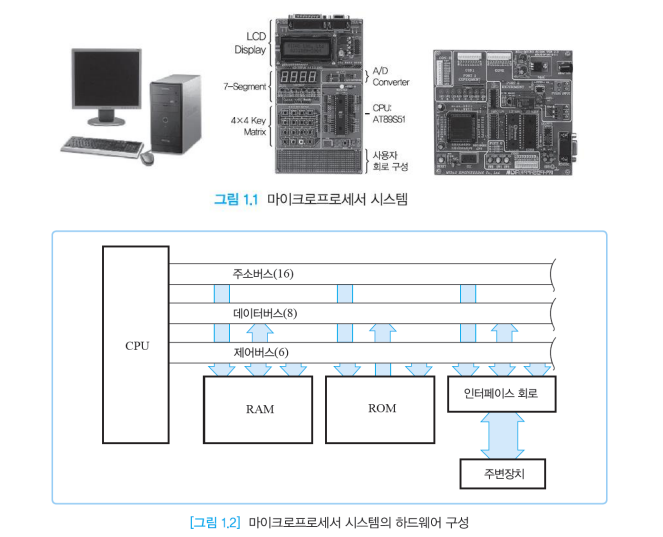 LCD
Display
7-Segment
4×4 Key
Matrix
A/D
Converter
CPU:
AT89S51
사용자
회로 구성
그림 1.1 마이크로프로세서 시스템
주소버스(16)
데이터버스(8)
CPU
제어버스(6)
RAM
ROM
인터페이스 회로
주변장치
[그림 1.2] 마이크로프로세서 시스템의 하드웨어 구성